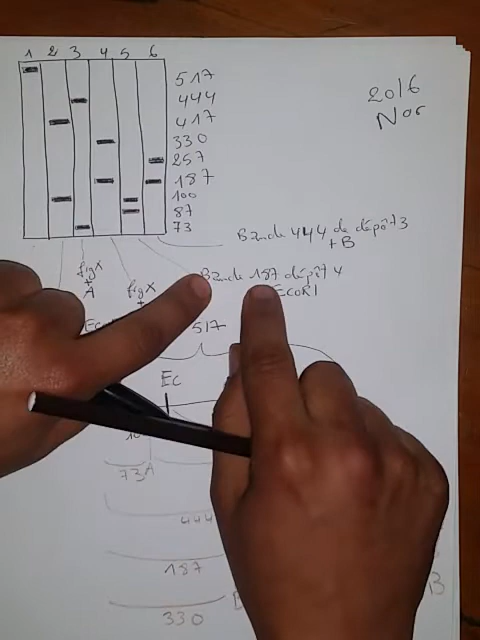 1 2 3 4 5 6
517
444
417
330
257
187
100
87
73
2016
Nor
Bande 444 de dépôt 3
+ B
fig X
+
A
fig X
+
Bande 187 dépôt 4
EcoRI
517
Ec
73 A
444
187
330
B